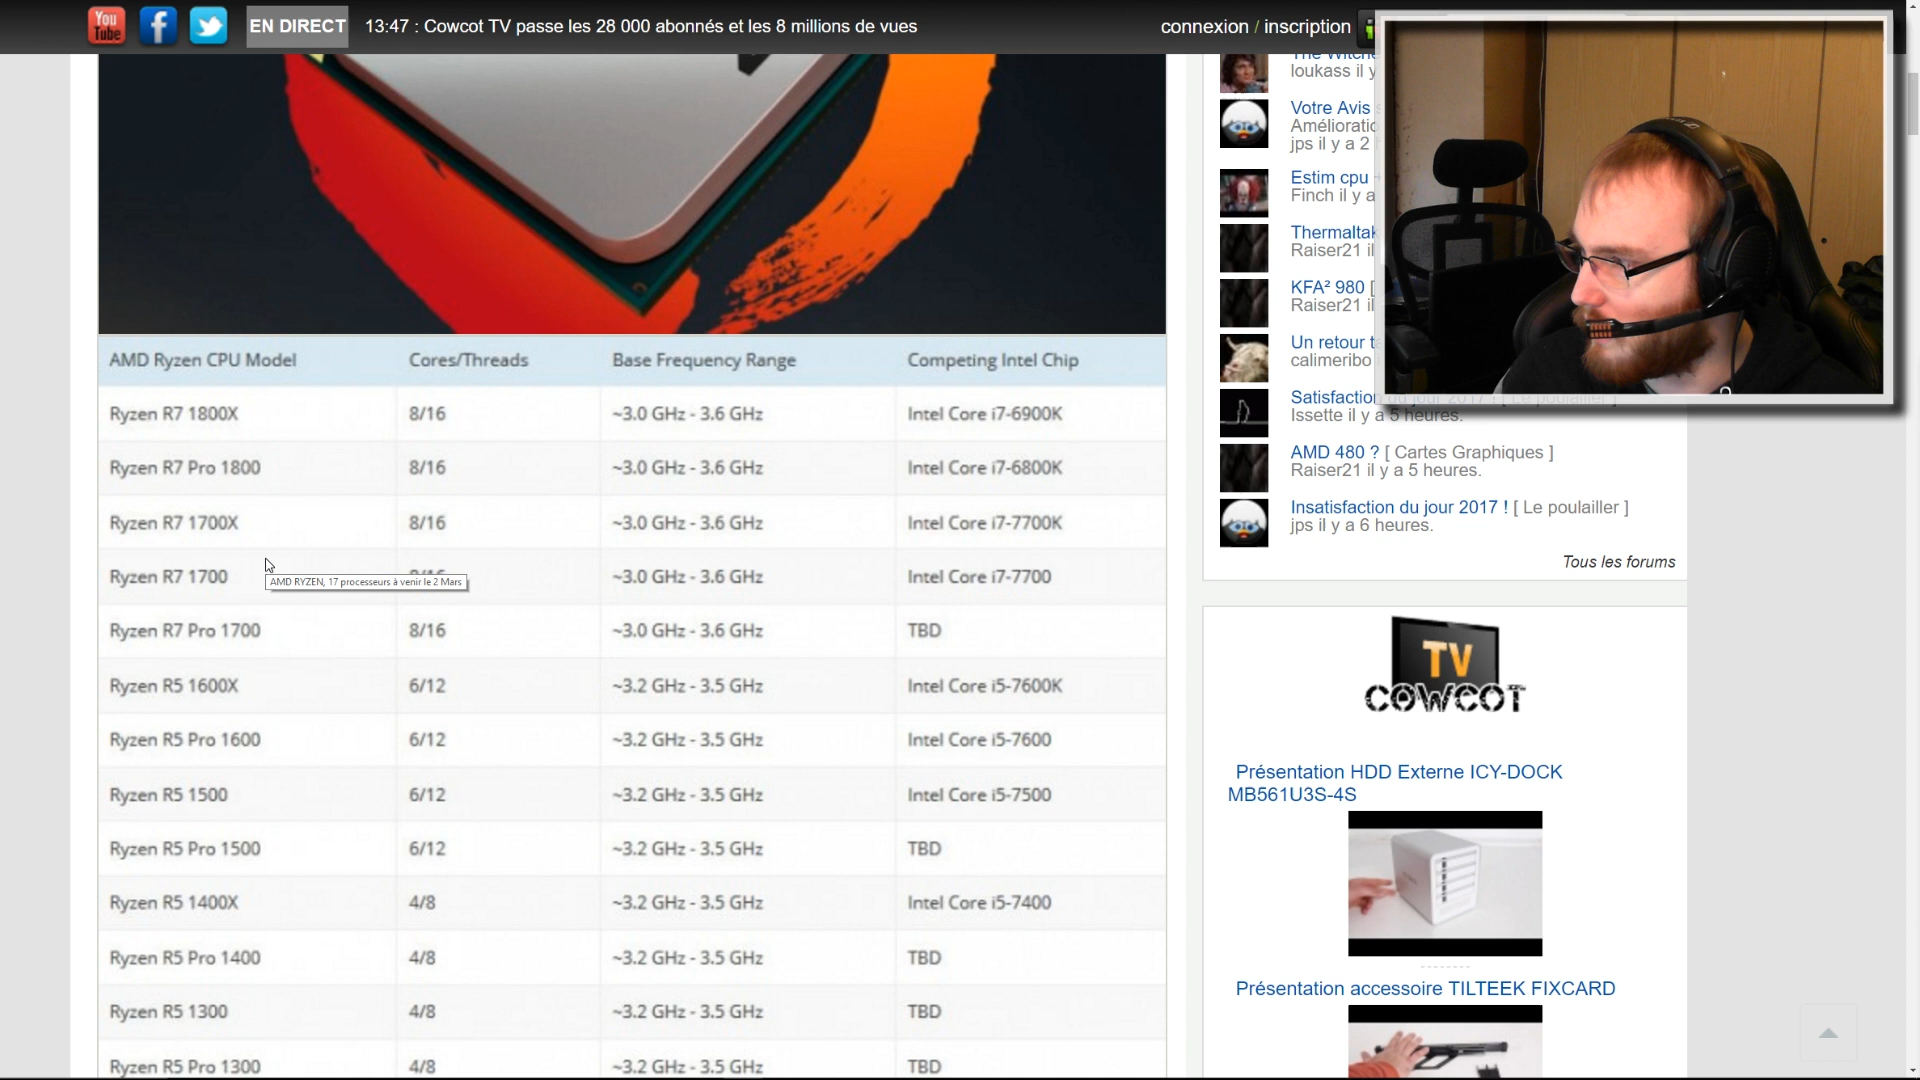 You
Tube
EN DIRECT
13:47 : Cowcot TV passe les 28 000 abonnés et les 8 millions de vues
connexion / inscription
AMD Ryzen CPU Model Cores/Threads Base Frequency Range Competing Intel Chip
Ryzen R7 1800X 8/16 ~3.0 GHz - 3.6 GHz Intel Core i7-6900K
Ryzen R7 Pro 1800 8/16 ~3.0 GHz - 3.6 GHz Intel Core i7-6800K
Ryzen R7 1700X 8/16 ~3.0 GHz - 3.6 GHz Intel Core i7-7700K
Ryzen R7 1700 ~3.0 GHz - 3.6 GHz Intel Core i7-7700
AMD RYZEN, 17 processeurs à venir le 2 Mars
Ryzen R7 Pro 1700 8/16 ~3.0 GHz - 3.6 GHz TBD
Ryzen R5 1600X 6/12 ~3.2 GHz - 3.5 GHz Intel Core i5-7600K
Ryzen R5 Pro 1600 6/12 ~3.2 GHz - 3.5 GHz Intel Core i5-7600
Ryzen R5 1500 6/12 ~3.2 GHz - 3.5 GHz Intel Core i5-7500
Ryzen R5 Pro 1500 6/12 ~3.2 GHz - 3.5 GHz TBD
Ryzen R5 1400X 4/8 ~3.2 GHz - 3.5 GHz Intel Core i5-7400
Ryzen R5 Pro 1400 4/8 ~3.2 GHz - 3.5 GHz TBD
Ryzen R5 1300 4/8 ~3.2 GHz - 3.5 GHz TBD
Ryzen R5 Pro 1300 4/8 ~3.2 GHz - 3.5 GHz TBD
The Witche
loukass il y
Votre Avis
Amélioratio
jps il y a 2
Estim cpu
Finch il y a
Thermaltak
Raiser21 il
KFA² 980 [
Raiser21 il
Un retour
calimeribo
Satisfaction du jour 2017 ! [ Le poulailler ]
Issette il y a 5 heures.
AMD 480 ? [ Cartes Graphiques ]
Raiser21 il y a 5 heures.
Insatisfaction du jour 2017 ! [ Le poulailler ]
jps il y a 6 heures.
Tous les forums
TV
COWCOT
Présentation HDD Externe ICY-DOCK
MB561U3S-4S
Présentation accessoire TILTEEK FIXCARD